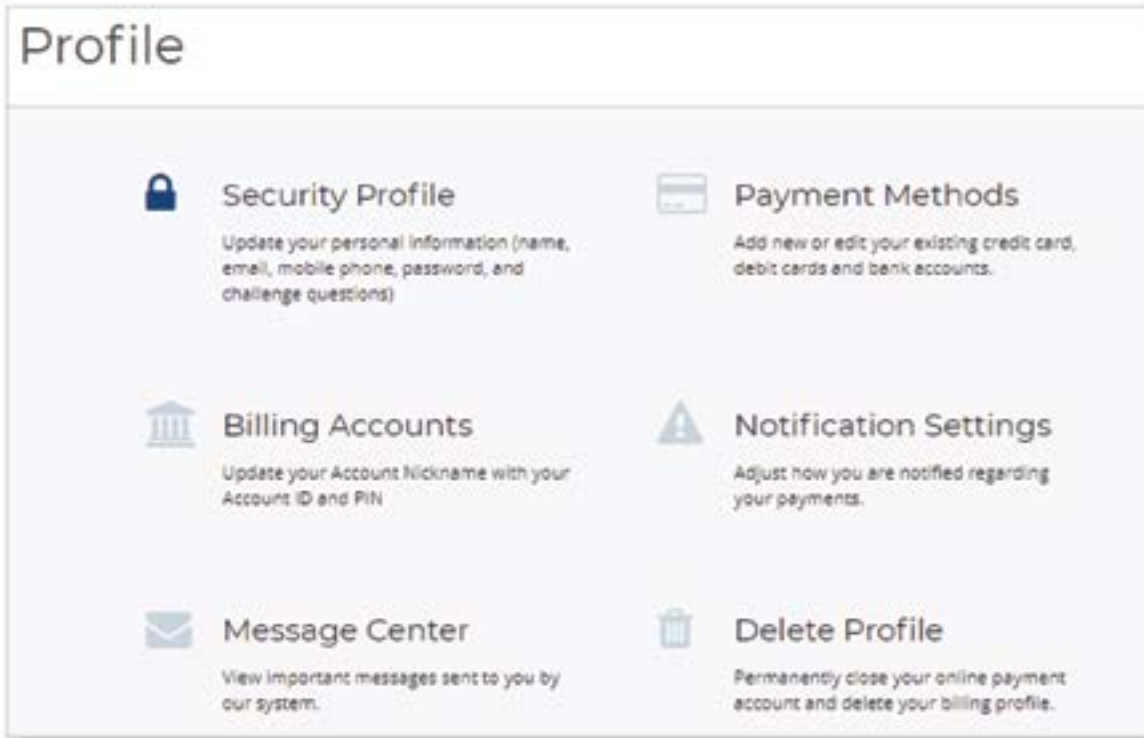 Profile
Security Profile
Update your personal information (name,
email, mobile phone, password, and
challenge questions)
Payment Methods
Add new or edit your existing credit card,
debit cards and bank accounts.
Billing Accounts
Update your Account Nickname with your
Account ID and PIN
Notification Settings
Adjust how you are notified regarding
your payments.
Message Center
View important messages sent to you by
our system.
Delete Profile
Permanently close your online payment
account and delete your billing profile.